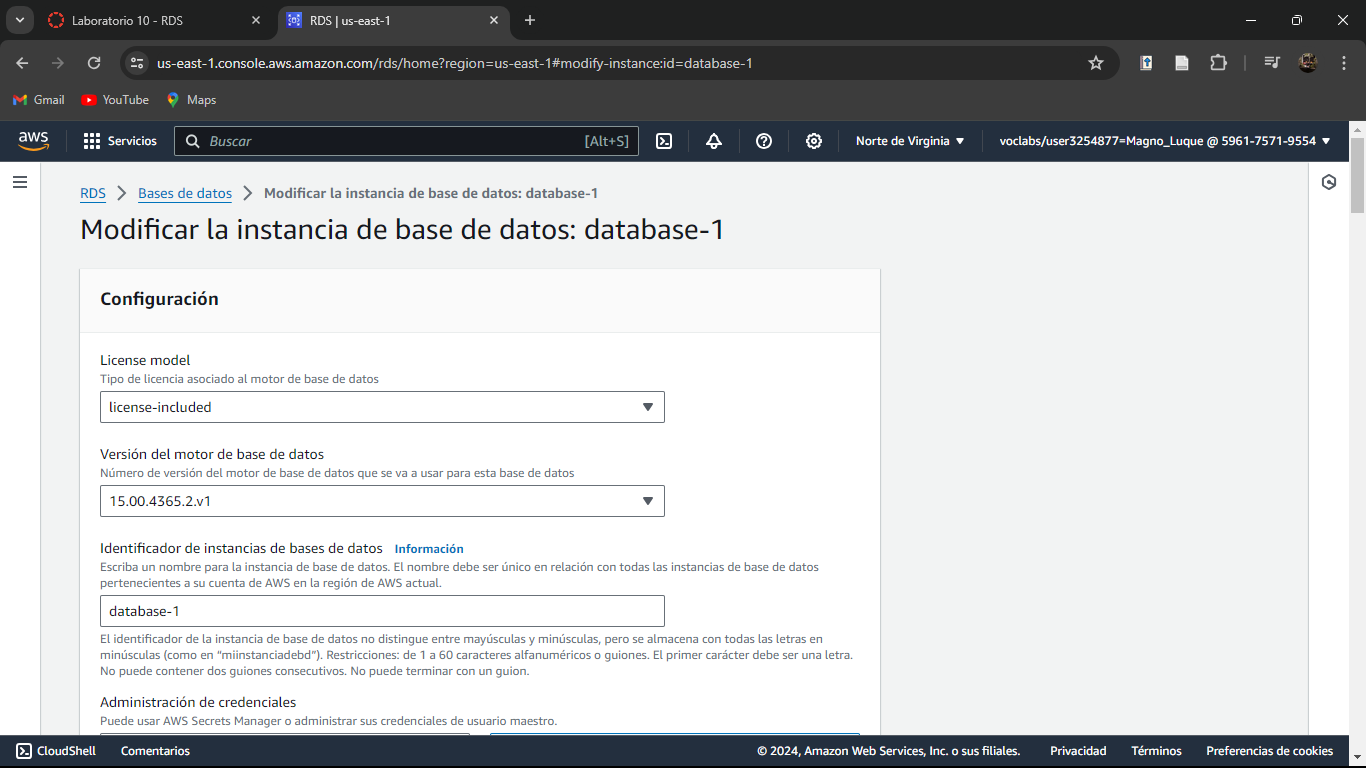 Laboratorio 10 - RDS
RDS | us-east-1
us-east-1.console.aws.amazon.com/rds/home?region=us-east-1#modify-instance:id=database-1
Gmail
YouTube
Maps
aws
Servicios
Buscar
[Alt+S]
Norte de Virginia
voclabs/user3254877=Magno_Luque @ 5961-7571-9554
RDS
Bases de datos
Modificar la instancia de base de datos: database-1
Modificar la instancia de base de datos: database-1
Configuración
License model
Tipo de licencia asociado al motor de base de datos
license-included
Versión del motor de base de datos
Número de versión del motor de base de datos que se va a usar para esta base de datos
15.00.4365.2.v1
Identificador de instancias de bases de datos Información
Escriba un nombre para la instancia de base de datos. El nombre debe ser único en relación con todas las instancias de base de datos
pertenecientes a su cuenta de AWS en la región de AWS actual.
database-1
El identificador de la instancia de base de datos no distingue entre mayúsculas y minúsculas, pero se almacena con todas las letras en
minúsculas (como en “miinstanciadebd”). Restricciones: de 1 a 60 caracteres alfanuméricos o guiones. El primer carácter debe ser una letra.
No puede contener dos guiones consecutivos. No puede terminar con un guion.
Administración de credenciales
Puede usar AWS Secrets Manager o administrar sus credenciales de usuario maestro.
CloudShell
Comentarios
© 2024, Amazon Web Services, Inc. o sus filiales.
Privacidad
Términos
Preferencias de cookies